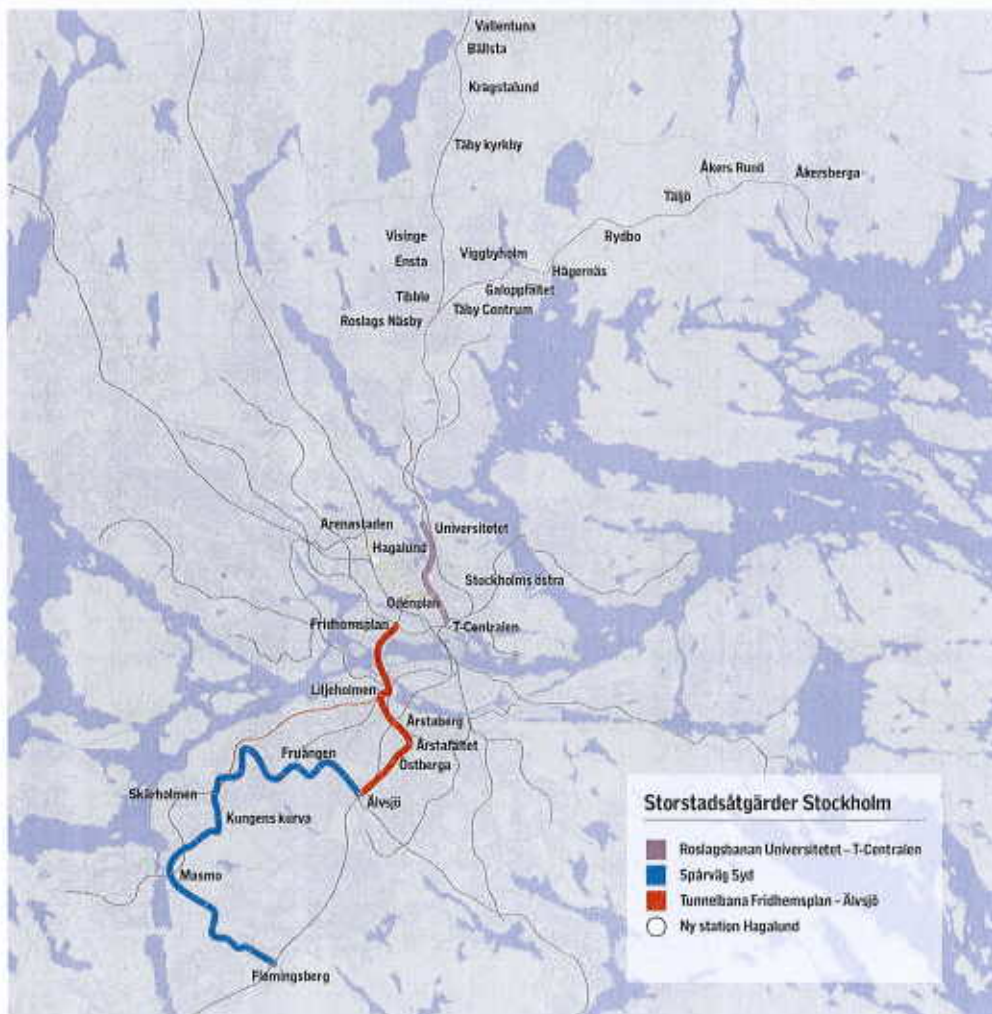 Vallentuna
Bällsta
Kragstalund
Täby kyrkby
Åkers Runö
Åkersberga
Täljö
Rydbo
Visinge
Ensta
Viggbyholm
Hägernäs
Galoppfältet
Tibble
Täby Centrum
Roslags Näsby
Arenastaden
Universitetet
Hagalund
Stockholms östra
Odenplan
Fridhomsplan
T-Centralen
Liljeholmen
Årstaberg
Årstafältet
Östberga
Fruängen
Skärholmen
Älvsjö
Kungens kurva
Masmo
Flemingsberg
Storstadsåtgärder Stockholm
Roslagsbanan Universitetet – T-Centralen
Spårväg Syd
Tunnelbana Fridhemsplan – Älvsjö
Ny station Hagalund